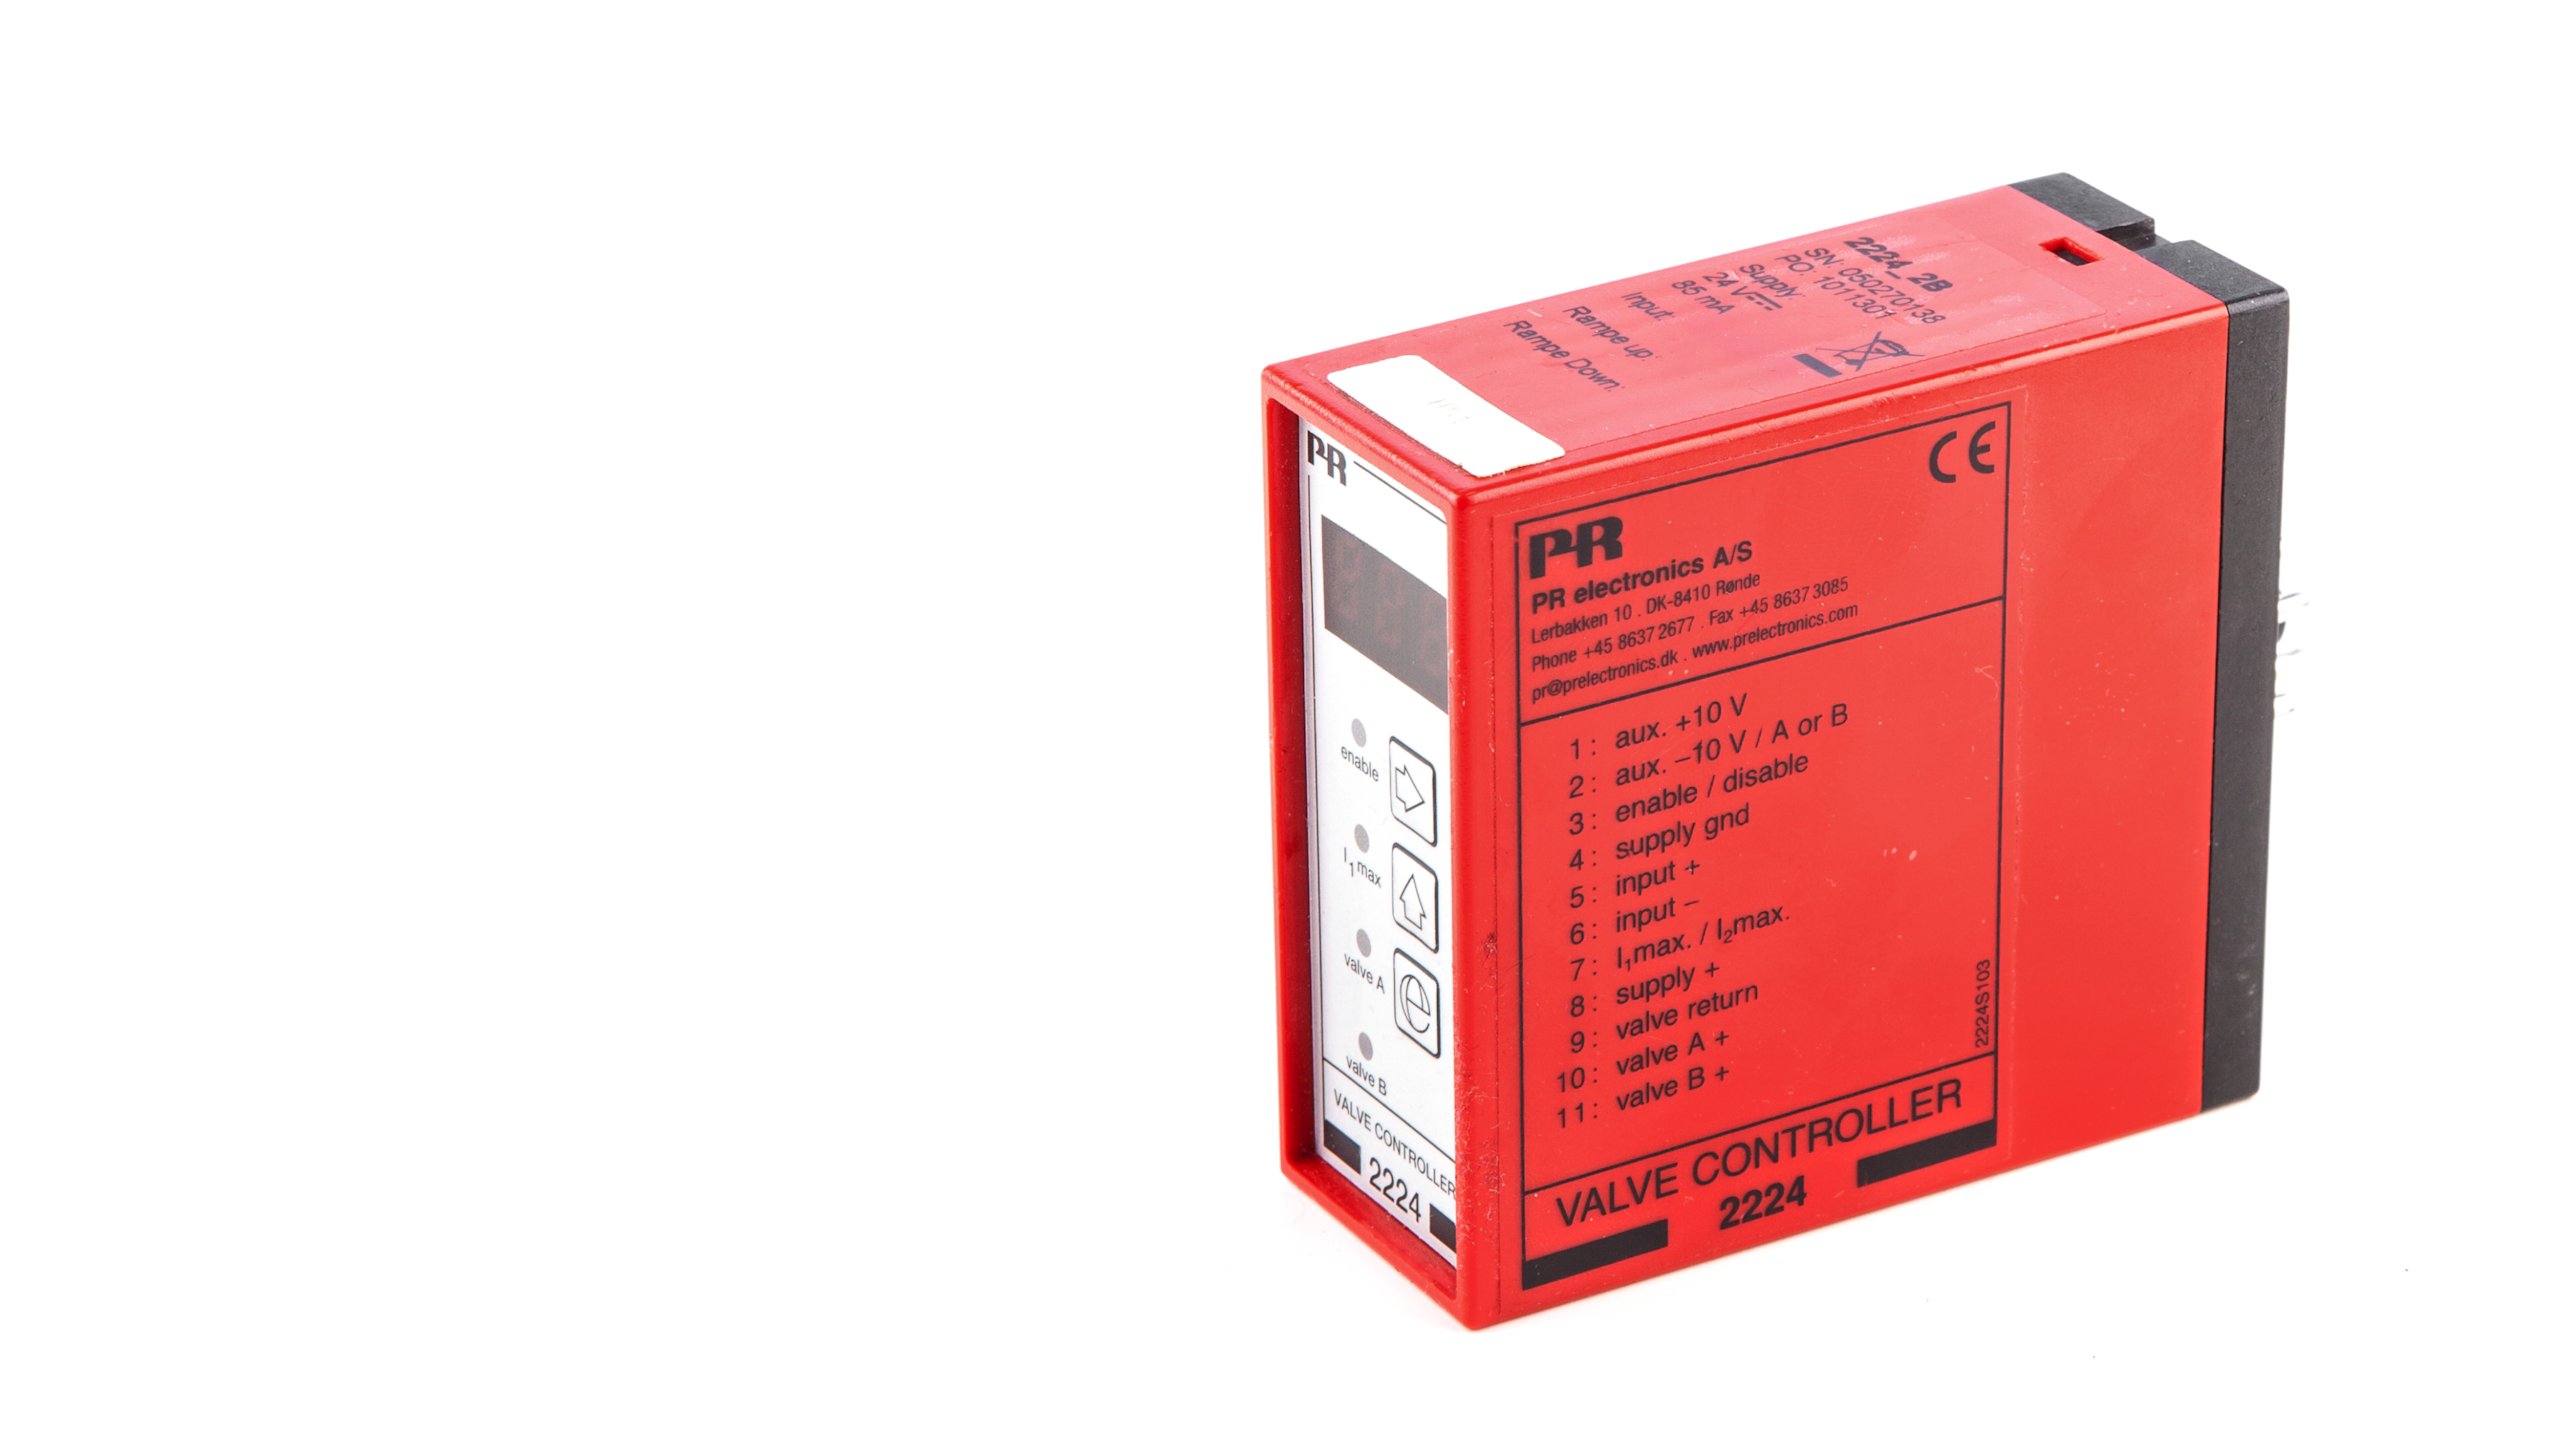 2224_2B
SN: 050270138
PO: 1011301
Supply:
24 V
85 mA
Input:
Rampe up:
Rampe Down:
PR
enable
I1 max
valve A
valve B
VALVE CONTROLLER
2224
CE
PR
PR electronics A/S
Lerbakken 10 . DK-8410 Rønde
Phone +45 8637 2677 . Fax +45 8637 3085
pr@prelectronics.dk . www.prelectronics.com
1: aux. +10 V
2: aux. –10 V / A or B
3: enable / disable
4: supply gnd
5: input +
6: input –
7: I₁max. / I₂max.
8: supply +
9: valve return
10: valve A +
11: valve B +
2224S103
VALVE CONTROLLER
2224